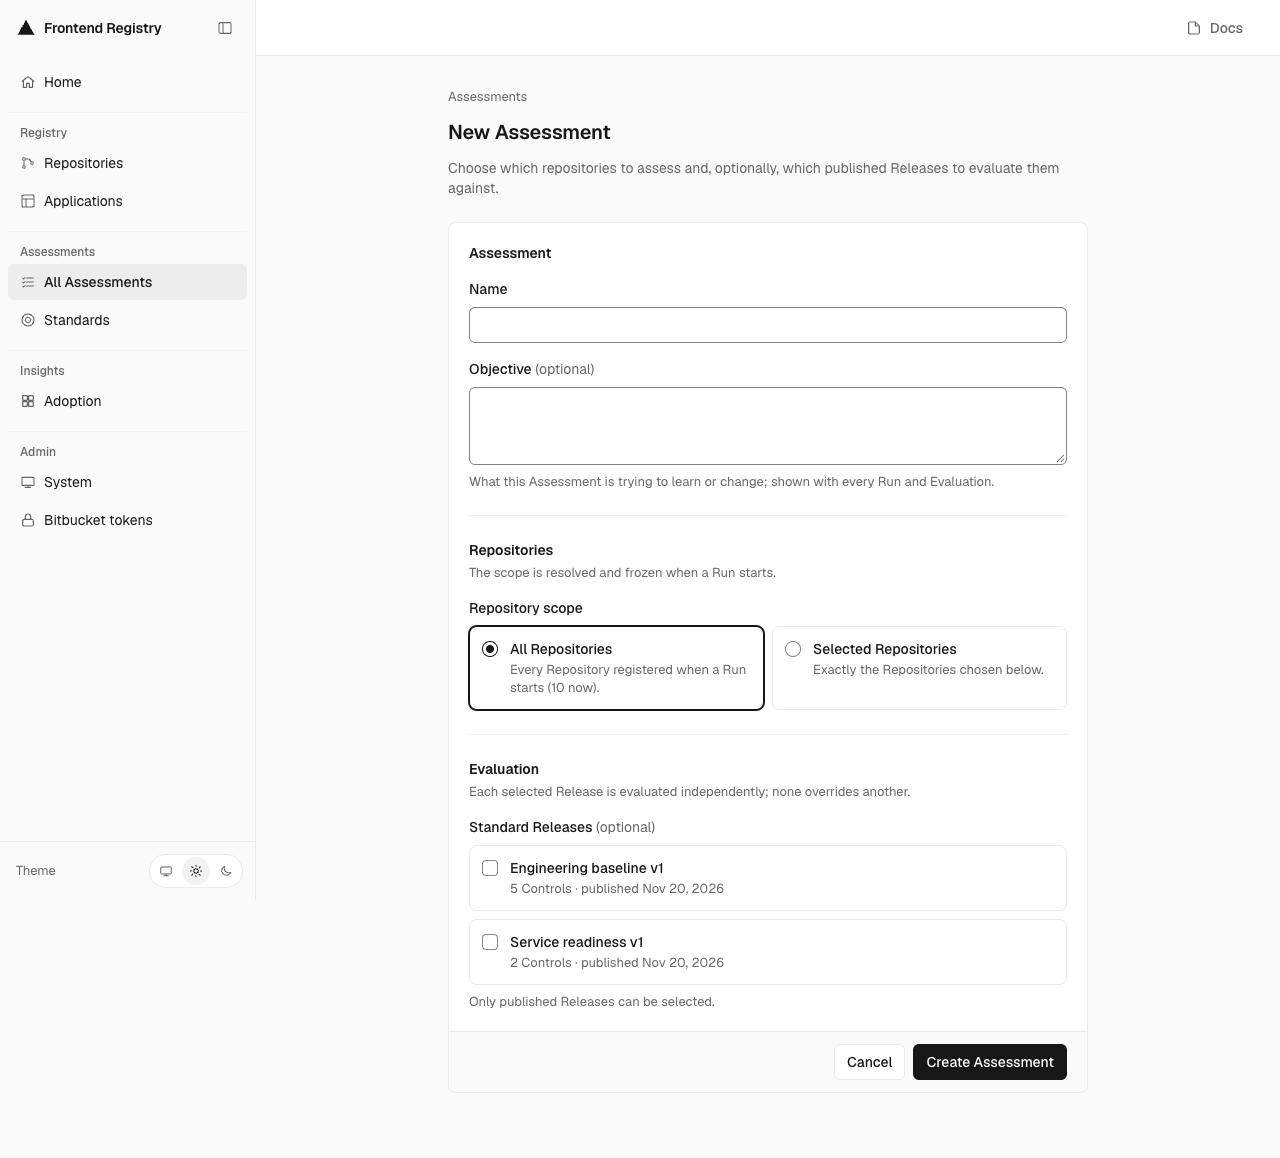 Frontend Registry
Docs
Home
Registry
Repositories
Applications
Assessments
All Assessments
Standards
Insights
Adoption
Admin
System
Bitbucket tokens
Theme
Assessments
New Assessment
Choose which repositories to assess and, optionally, which published Releases to evaluate them
against.
Assessment
Name
Objective (optional)
What this Assessment is trying to learn or change; shown with every Run and Evaluation.
Repositories
The scope is resolved and frozen when a Run starts.
Repository scope
All Repositories
Every Repository registered when a Run
starts (10 now).
Selected Repositories
Exactly the Repositories chosen below.
Evaluation
Each selected Release is evaluated independently; none overrides another.
Standard Releases (optional)
Engineering baseline v1
5 Controls · published Nov 20, 2026
Service readiness v1
2 Controls · published Nov 20, 2026
Only published Releases can be selected.
Cancel
Create Assessment